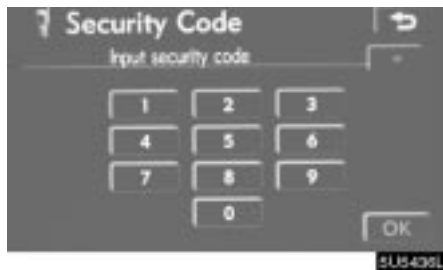 Security Code
Input security code
1 2 3
4 5 6
7 8 9
0
OK
5U5436L